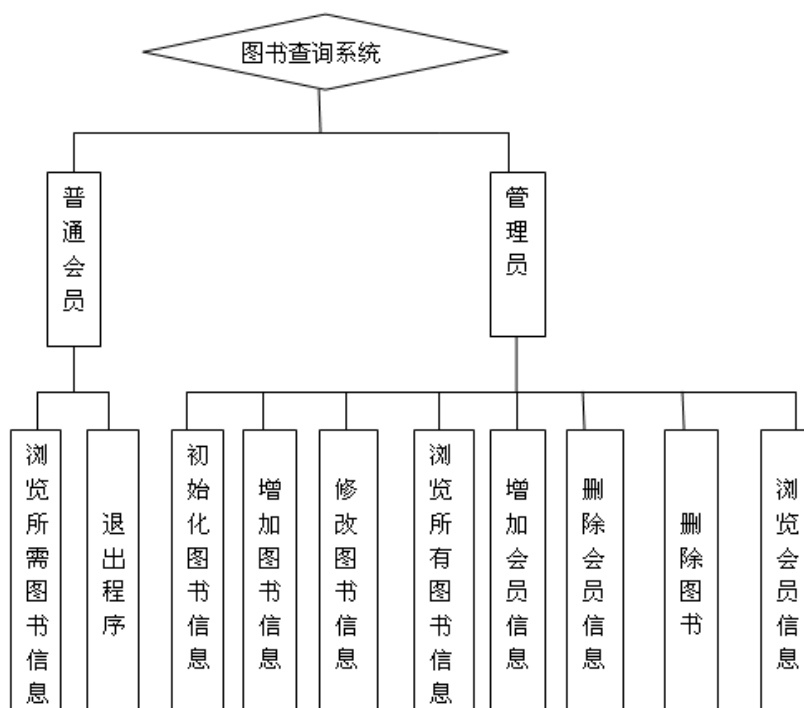 图书查询系统
普通会员
管理员
浏览所需图书信息
退出程序
初始化图书信息
增加图书信息
修改图书信息
浏览所有图书信息
增加会员信息
删除会员信息
删除图书
浏览会员信息